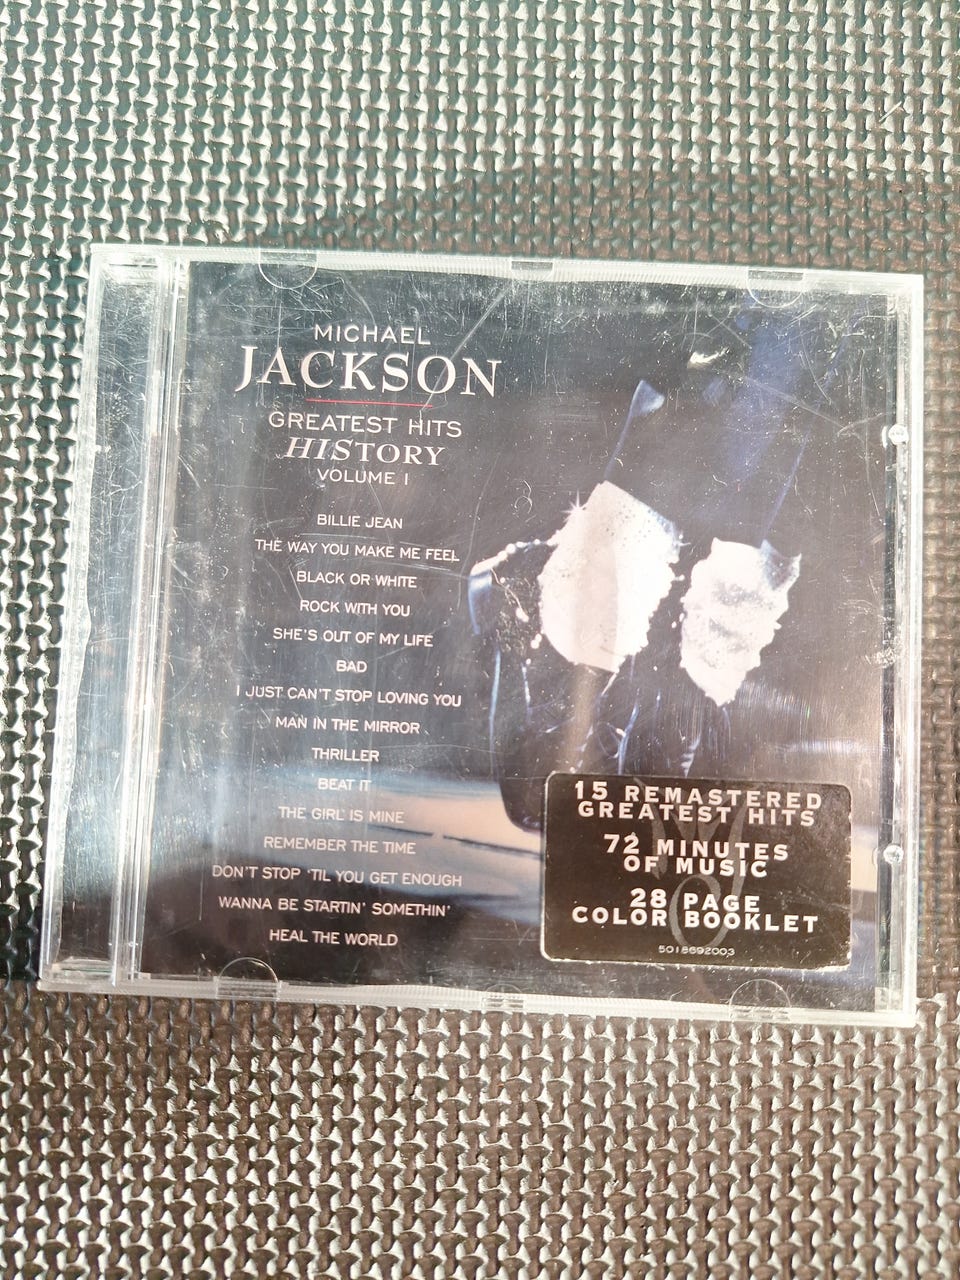 MICHAEL
JACKSON
GREATEST HITS
HISTORY
VOLUME I
BILLIE JEAN
THE WAY YOU MAKE ME FEEL
BLACK OR WHITE
ROCK WITH YOU
SHE'S OUT OF MY LIFE
BAD
I JUST CAN'T STOP LOVING YOU
MAN IN THE MIRROR
THRILLER
BEAT IT
THE GIRL IS MINE
REMEMBER THE TIME
DON'T STOP 'TIL YOU GET ENOUGH
WANNA BE STARTIN' SOMETHIN'
HEAL THE WORLD
15 REMASTERED
GREATEST HITS
72 MINUTES
OF MUSIC
28 PAGE
COLOR BOOKLET
5018692003